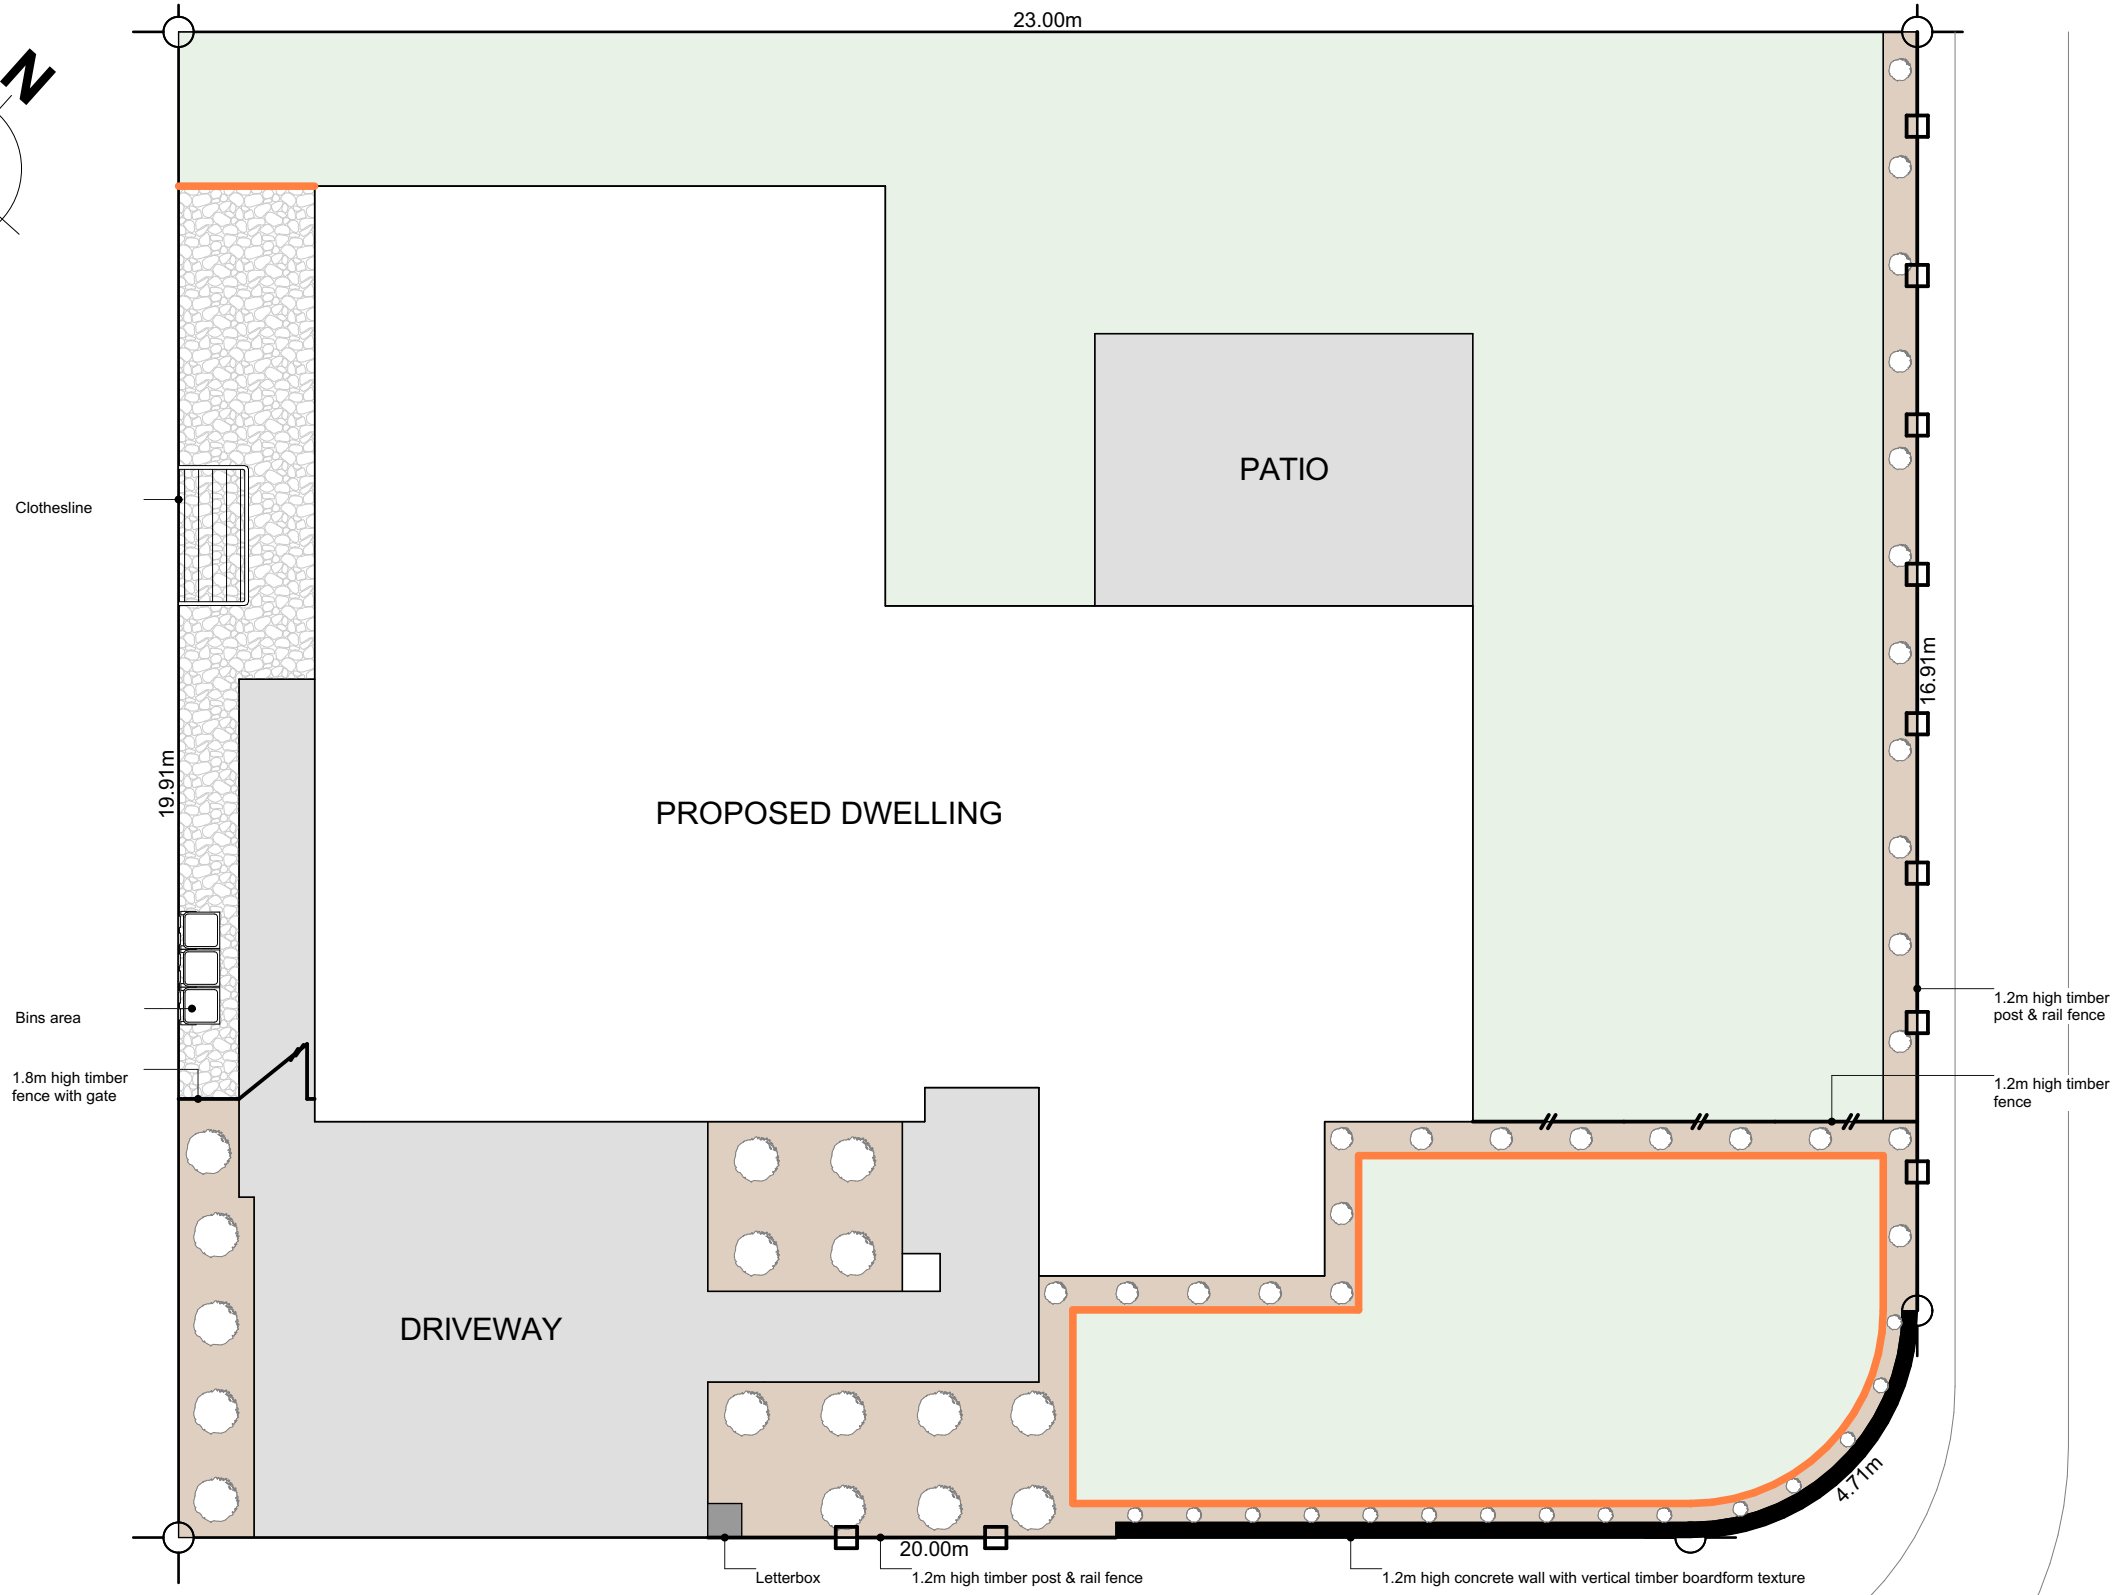 23.00m
N
PATIO
Clothesline
16.91m
19.91m
PROPOSED DWELLING
1.2m high timber
post & rail fence
Bins area
1.8m high timber
fence with gate
1.2m high timber
fence
DRIVEWAY
4.71m
20.00m
Letterbox
1.2m high timber post & rail fence
1.2m high concrete wall with vertical timber boardform texture